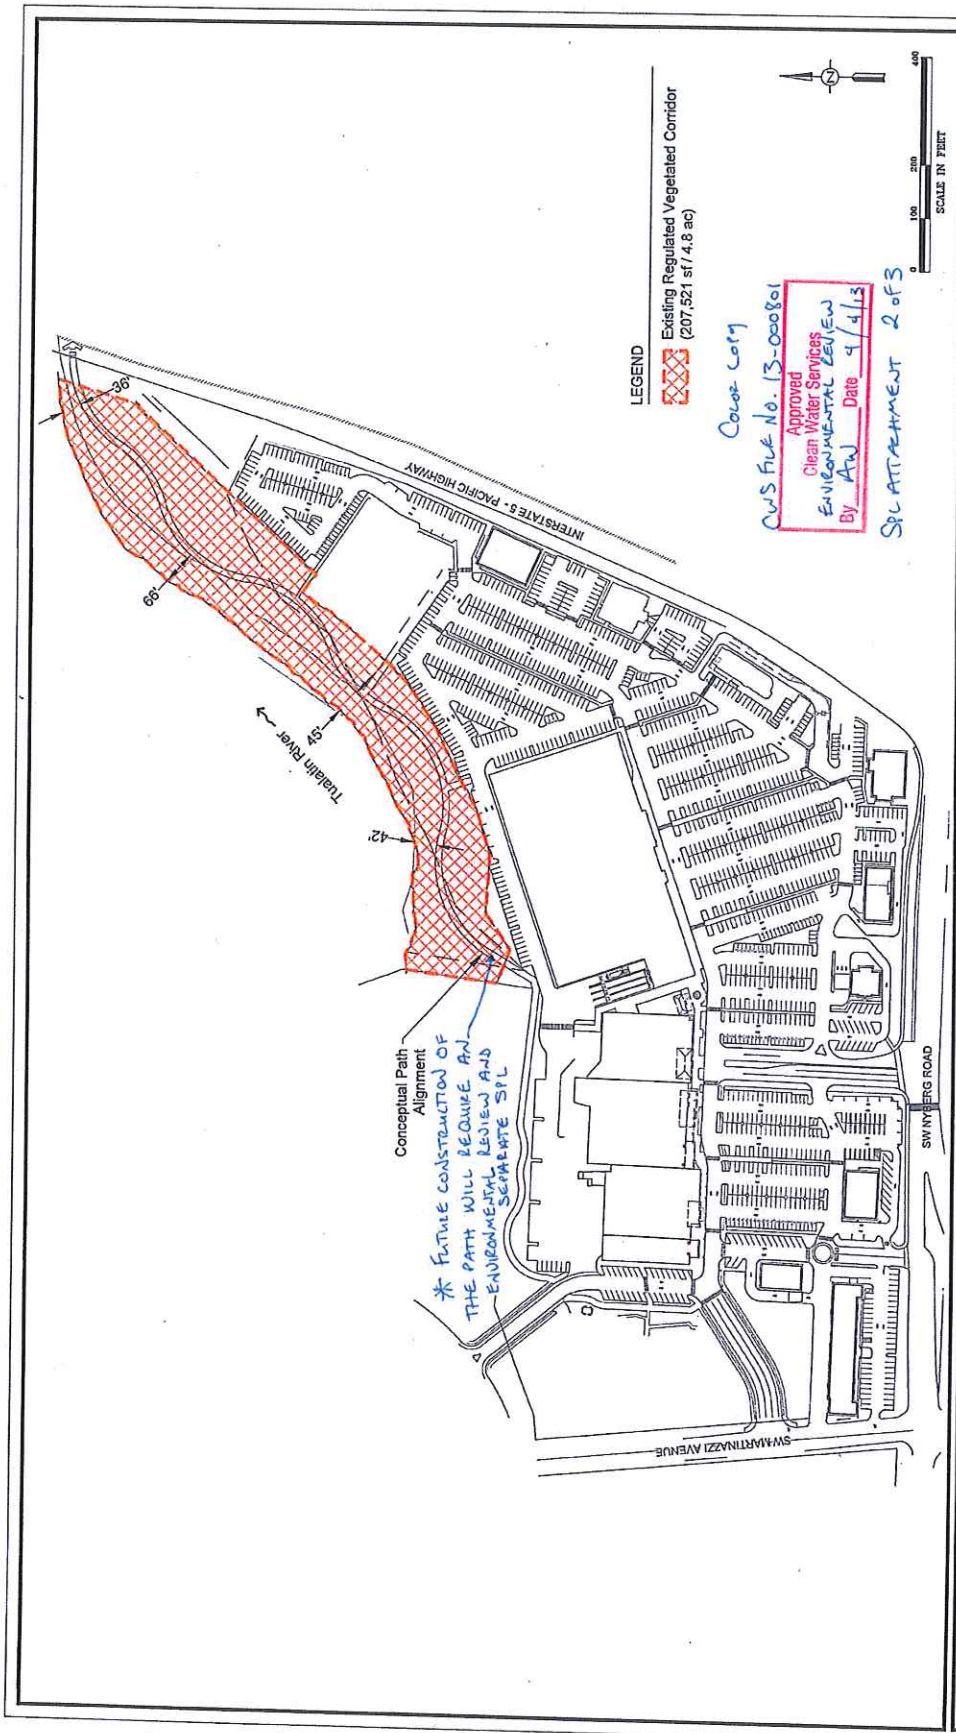 36'
66'
45'
42'
Tualatin River
Conceptual Path
Alignment
* FUTURE CONSTRUCTION OF
THE PATH WILL REQUIRE AN
ENVIRONMENTAL REVIEW AND
SEPARATE SPL
INTERSTATE 5 - PACIFIC HIGHWAY
SW MARTINAZZI AVENUE
SW NYBERG ROAD
LEGEND
Existing Regulated Vegetated Corridor
(207,521 sf / 4.8 ac)
COLOR COPY
CWS FILE NO. 13-000801
Approved
Clean Water Services
ENVIRONMENTAL REVIEW
By AW Date 4/4/13
SPL ATTACHMENT 2 OF 3
N
0 100 200 400
SCALE IN FEET